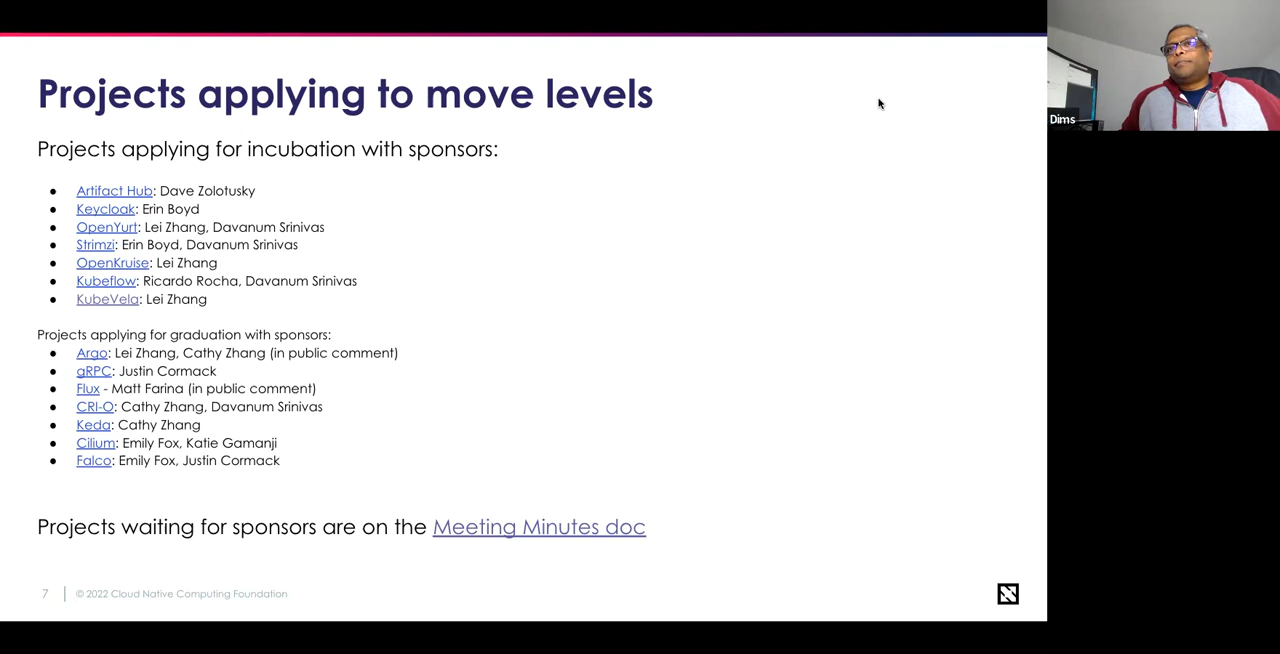 Projects applying to move levels
Dims
Projects applying for incubation with sponsors:
● Artifact Hub: Dave Zolotusky
● Keycloak: Erin Boyd
● OpenYurt: Lei Zhang, Davanum Srinivas
● Strimzi: Erin Boyd, Davanum Srinivas
● OpenKruise: Lei Zhang
● Kubeflow: Ricardo Rocha, Davanum Srinivas
● KubeVela: Lei Zhang
Projects applying for graduation with sponsors:
● Argo: Lei Zhang, Cathy Zhang (in public comment)
● gRPC: Justin Cormack
● Flux - Matt Farina (in public comment)
● CRI-O: Cathy Zhang, Davanum Srinivas
● Keda: Cathy Zhang
● Cilium: Emily Fox, Katie Gamanji
● Falco: Emily Fox, Justin Cormack
Projects waiting for sponsors are on the Meeting Minutes doc
7 | © 2022 Cloud Native Computing Foundation